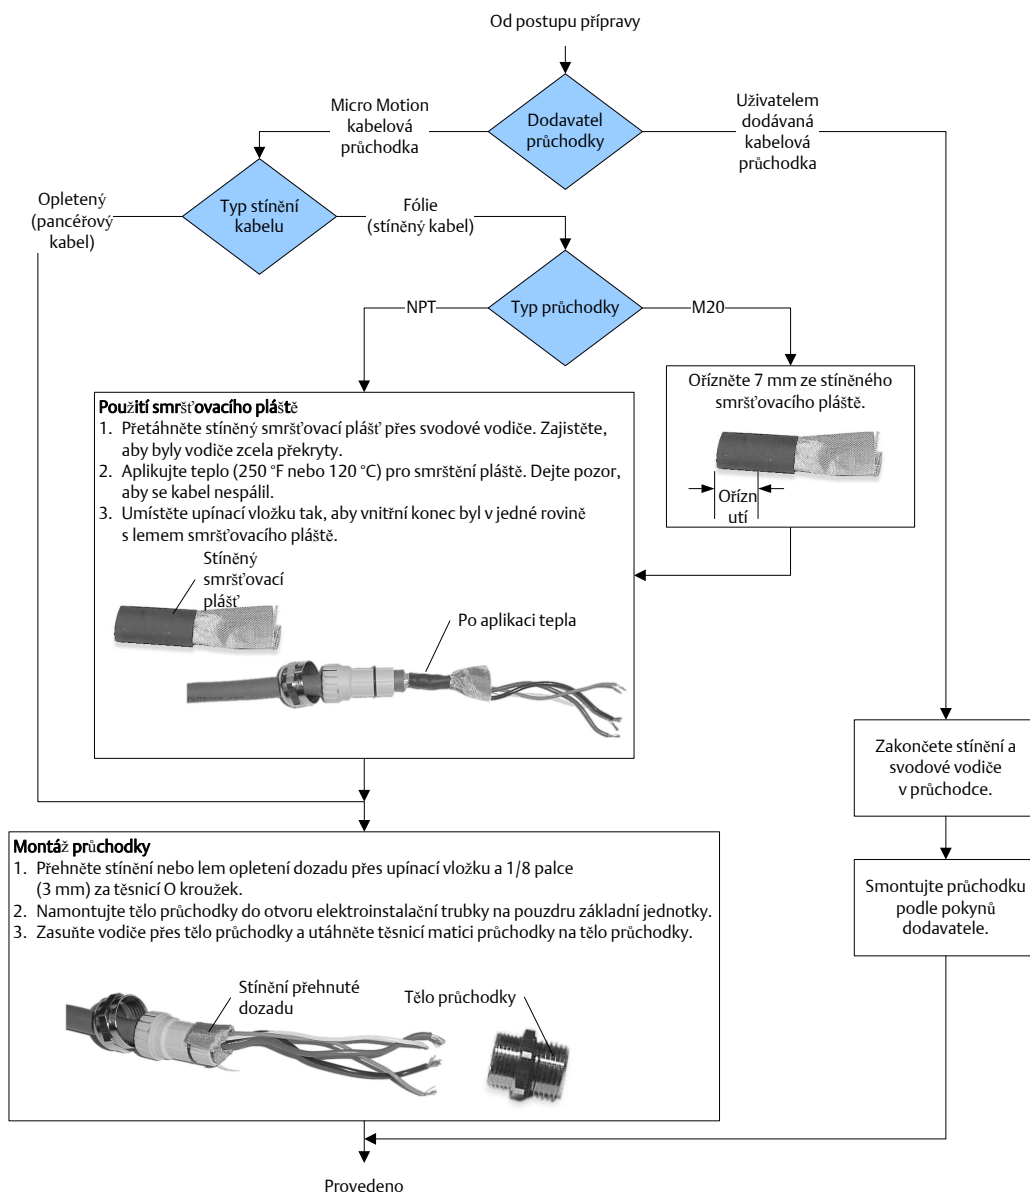 Od postupu přípravy
Micro Motion
kabelová
průchodka
Dodavatel
průchodky
Uživatelem
dodávaná
kabelová
průchodka
Opletený
(pancéřový
kabel)
Typ stínění
kabelu
Fólie
(stíněný kabel)
NPT
Typ průchodky
M20
Ořízněte 7 mm ze stíněného
smršťovacího pláště.
Ořízn
utí
Použití smršťovacího pláště
1. Přetáhněte stíněný smršťovací plášť přes svodové vodiče. Zajistěte,
aby byly vodiče zcela překryty.
2. Aplikujte teplo (250 °F nebo 120 °C) pro smrštění pláště. Dejte pozor,
aby se kabel nespálil.
3. Umístěte upínací vložku tak, aby vnitřní konec byl v jedné rovině
s lemem smršťovacího pláště.
Stíněný
smršťovací
plášť
Po aplikaci tepla
Zakončete stínění a
svodové vodiče
v průchodce.
Montáž průchodky
1. Přehněte stínění nebo lem opletení dozadu přes upínací vložku a 1/8 palce
(3 mm) za těsnicí O kroužek.
2. Namontujte tělo průchodky do otvoru elektroinstalační trubky na pouzdru základní jednotky.
3. Zasuňte vodiče přes tělo průchodky a utáhněte těsnicí matici průchodky na tělo průchodky.
Stínění přehnuté
dozadu
Tělo průchodky
Smontujte průchodku
podle pokynů
dodavatele.
Provedeno